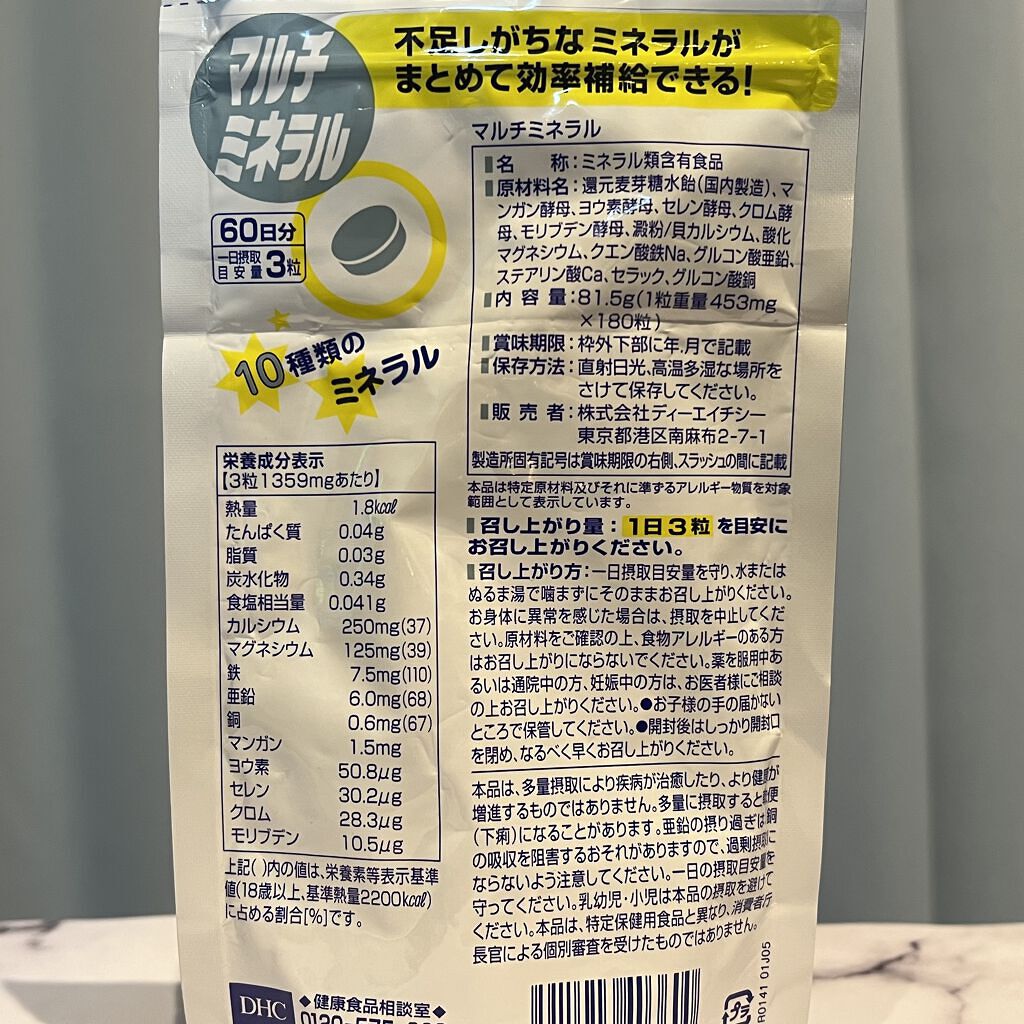 マルチ
ミネラル
不足しがちなミネラルが
まとめて効率補給できる!
60日分
一日摂取
目安量 3粒
10種類の
ミネラル
栄養成分表示
【3粒1359mgあたり】
熱量 1.8kcal
たんぱく質 0.04g
脂質 0.03g
炭水化物 0.34g
食塩相当量 0.041g
カルシウム 250mg(37)
マグネシウム 125mg(39)
鉄 7.5mg(110)
亜鉛 6.0mg(68)
銅 0.6mg(67)
マンガン 1.5mg
ヨウ素 50.8μg
セレン 30.2μg
クロム 28.3μg
モリブデン 10.5μg
上記( )内の値は、栄養素等表示基準
値(18歳以上、基準熱量2200kcal)
に占める割合[%]です。
DHC
◆健康食品相談室◆
マルチミネラル
名 称:ミネラル類含有食品
原材料名:還元麦芽糖水飴(国内製造)、マ
ンガン酵母、ヨウ素酵母、セレン酵母、クロム酵
母、モリブデン酵母、澱粉/貝カルシウム、酸化
マグネシウム、クエン酸鉄Na、グルコン酸亜鉛、
ステアリン酸Ca、セラック、グルコン酸銅
内容量:81.5g(1粒重量453mg
×180粒)
賞味期限:枠外下部に年.月で記載
保存方法:直射日光、高温多湿な場所を
さけて保存してください。
販売者:株式会社ディーエイチシー
東京都港区南麻布2-7-1
製造所固有記号は賞味期限の右側、スラッシュの間に記載
本品は特定原材料及びそれに準ずるアレルギー物質を対象
範囲として表示しています。
召し上がり量:1日3粒を目安に
お召し上がりください。
召し上がり方:一日摂取目安量を守り、水または
ぬるま湯で噛まずにそのままお召し上がりください。
お身体に異常を感じた場合は、摂取を中止してくだ
さい。原材料をご確認の上、食物アレルギーのある方
はお召し上がりにならないでください。薬を服用中あ
るいは通院中の方、妊娠中の方は、お医者様にご相談
の上お召し上がりください。●お子様の手の届かない
ところで保管してください。●開封後はしっかり開封口
を閉め、なるべく早くお召し上がりください。
本品は、多量摂取により疾病が治癒したり、より健康が
増進するものではありません。多量に摂取すると軟便
(下痢)になることがあります。亜鉛の摂り過ぎは、銅
の吸収を阻害するおそれがありますので、過剰摂取に
ならないよう注意してください。一日の摂取目安量を
守ってください。乳幼児・小児は本品の摂取を避けて
ください。本品は、特定保健用食品と異なり、消費者庁
長官による個別審査を受けたものではありません。
プラ
R0141 01J05